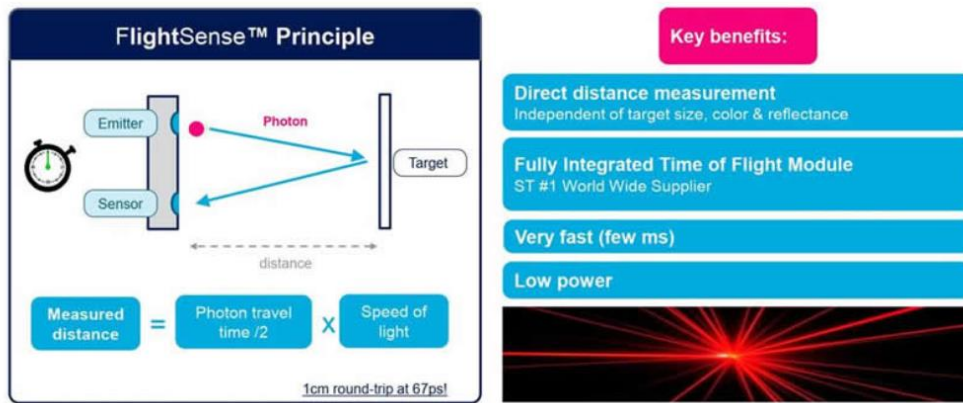 FlightSense™ Principle
Emitter
Photon
Target
Sensor
distance
Measured
distance
=
Photon travel
time /2
X
Speed of
light
1cm round-trip at 67ps!
Key benefits:
Direct distance measurement
Independent of target size, color & reflectance
Fully Integrated Time of Flight Module
ST #1 World Wide Supplier
Very fast (few ms)
Low power